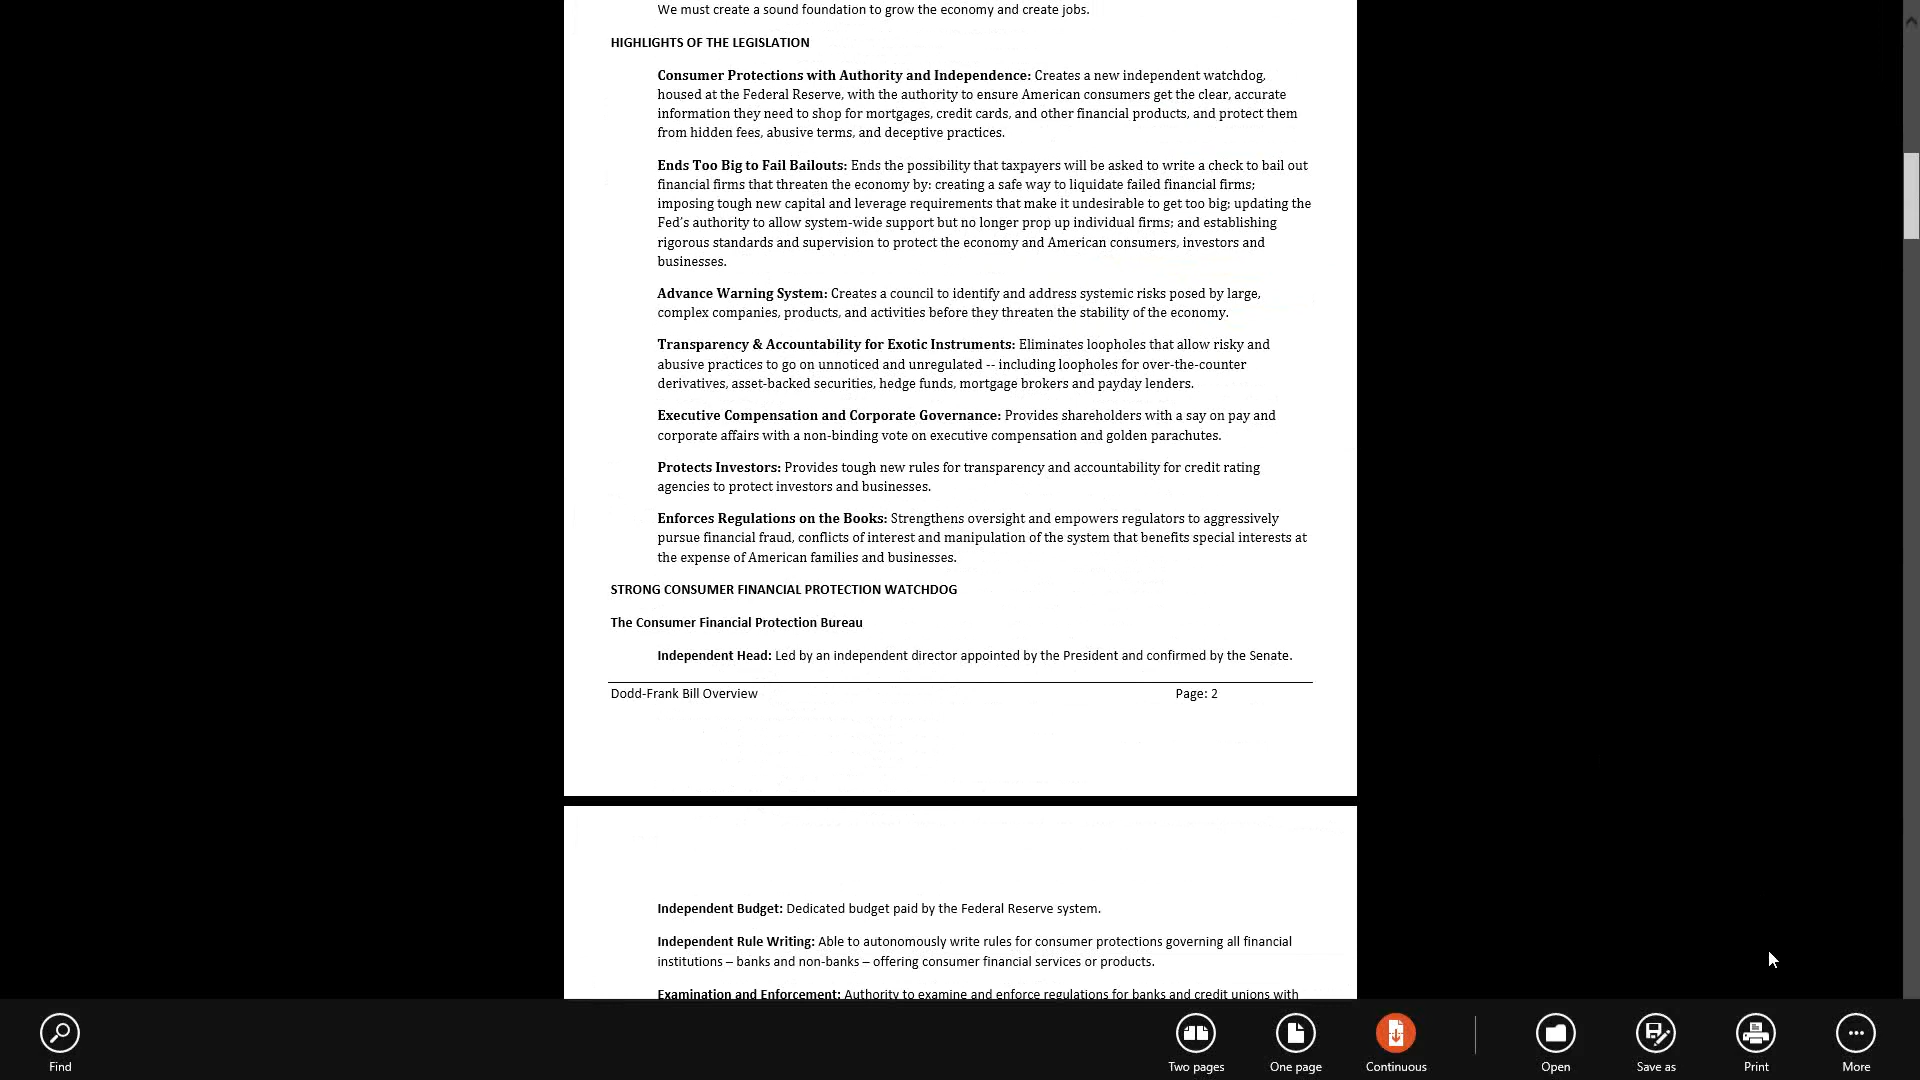 We must create a sound foundation to grow the economy and create jobs.
HIGHLIGHTS OF THE LEGISLATION
Consumer Protections with Authority and Independence: Creates a new independent watchdog,
housed at the Federal Reserve, with the authority to ensure American consumers get the clear, accurate
information they need to shop for mortgages, credit cards, and other financial products, and protect them
from hidden fees, abusive terms, and deceptive practices.
Ends Too Big to Fail Bailouts: Ends the possibility that taxpayers will be asked to write a check to bail out
financial firms that threaten the economy by: creating a safe way to liquidate failed financial firms;
imposing tough new capital and leverage requirements that make it undesirable to get too big; updating the
Fed's authority to allow system-wide support but no longer prop up individual firms; and establishing
rigorous standards and supervision to protect the economy and American consumers, investors and
businesses.
Advance Warning System: Creates a council to identify and address systemic risks posed by large,
complex companies, products, and activities before they threaten the stability of the economy.
Transparency & Accountability for Exotic Instruments: Eliminates loopholes that allow risky and
abusive practices to go on unnoticed and unregulated -- including loopholes for over-the-counter
derivatives, asset-backed securities, hedge funds, mortgage brokers and payday lenders.
Executive Compensation and Corporate Governance: Provides shareholders with a say on pay and
corporate affairs with a non-binding vote on executive compensation and golden parachutes.
Protects Investors: Provides tough new rules for transparency and accountability for credit rating
agencies to protect investors and businesses.
Enforces Regulations on the Books: Strengthens oversight and empowers regulators to aggressively
pursue financial fraud, conflicts of interest and manipulation of the system that benefits special interests at
the expense of American families and businesses.
STRONG CONSUMER FINANCIAL PROTECTION WATCHDOG
The Consumer Financial Protection Bureau
Independent Head: Led by an independent director appointed by the President and confirmed by the Senate.
Dodd-Frank Bill Overview Page: 2
Independent Budget: Dedicated budget paid by the Federal Reserve system.
Independent Rule Writing: Able to autonomously write rules for consumer protections governing all financial
institutions – banks and non-banks – offering consumer financial services or products.
Examination and Enforcement: Authority to examine and enforce regulations for banks and credit unions with
Find Two pages One page Continuous Open Save as Print More